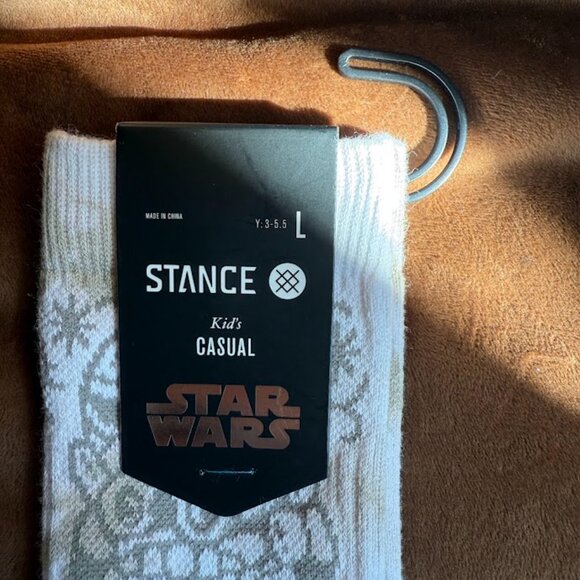 MADE IN CHINA
Y: 3-5.5 L
STANCE
Kid's
CASUAL
STAR
WARS